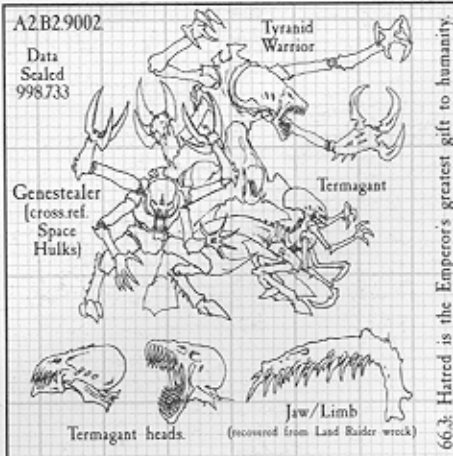 A2.B2.9002.
Data
Sealed
998.733
Tyranid
Warrior
Genestealer
(cross.ref.
Space
Hulks)
Termagant
Termagant heads.
Jaw/Limb
(recovered from Land Raider wreck)
66.3: Hatred is the Emperor's greatest gift to humanity.